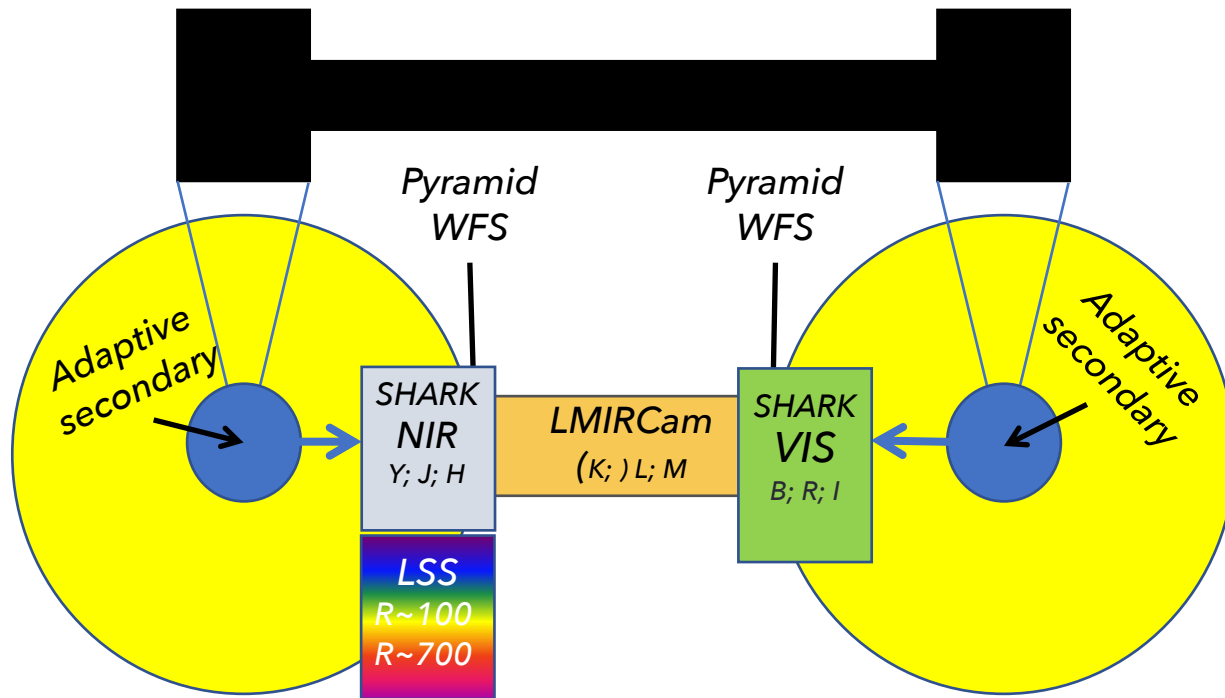 Pyramid
WFS
Pyramid
WFS
Adaptive
secondary
Adaptive
secondary
SHARK
NIR
Y; J; H
LMIRCam
(K; ) L; M
SHARK
VIS
B; R; I
LSS
R~100
R~700